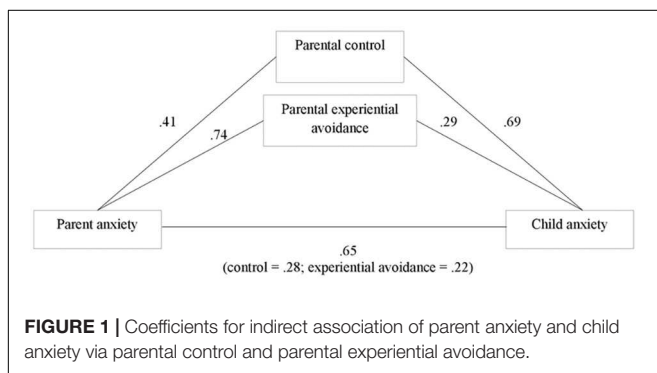 Parental control
Parental experiential
avoidance
.41
.74
.29
.69
Parent anxiety
Child anxiety
.65
(control = .28; experiential avoidance = .22)
FIGURE 1 | Coefficients for indirect association of parent anxiety and child
anxiety via parental control and parental experiential avoidance.